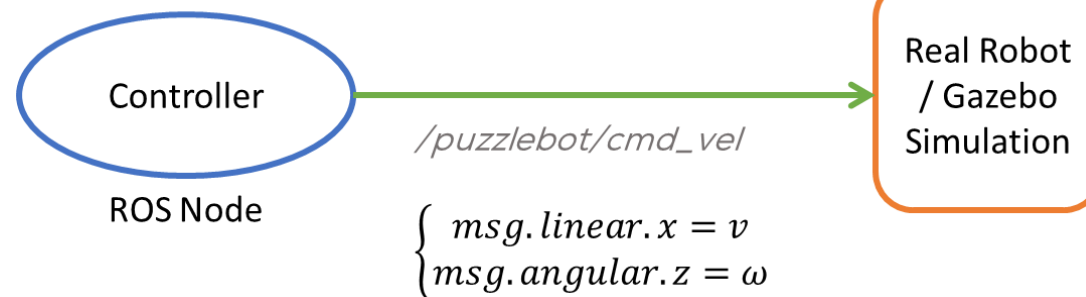 Controller
ROS Node
/puzzlebot/cmd_vel
msg.linear.x = v
msg.angular.z = ω
Real Robot
/ Gazebo
Simulation